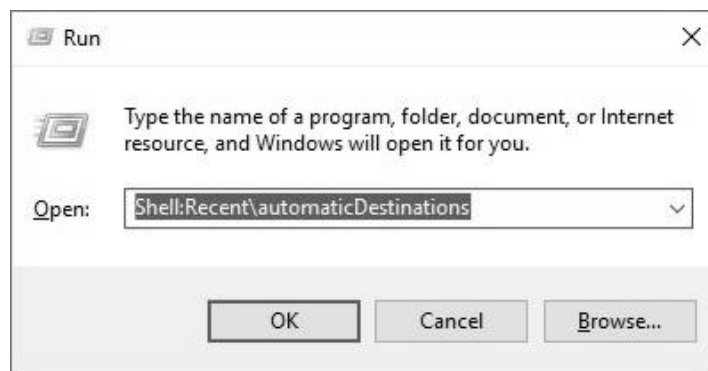 Run
Type the name of a program, folder, document, or Internet
resource, and Windows will open it for you.
Open: Shell:Recent\automaticDestinations
OK Cancel Browse...